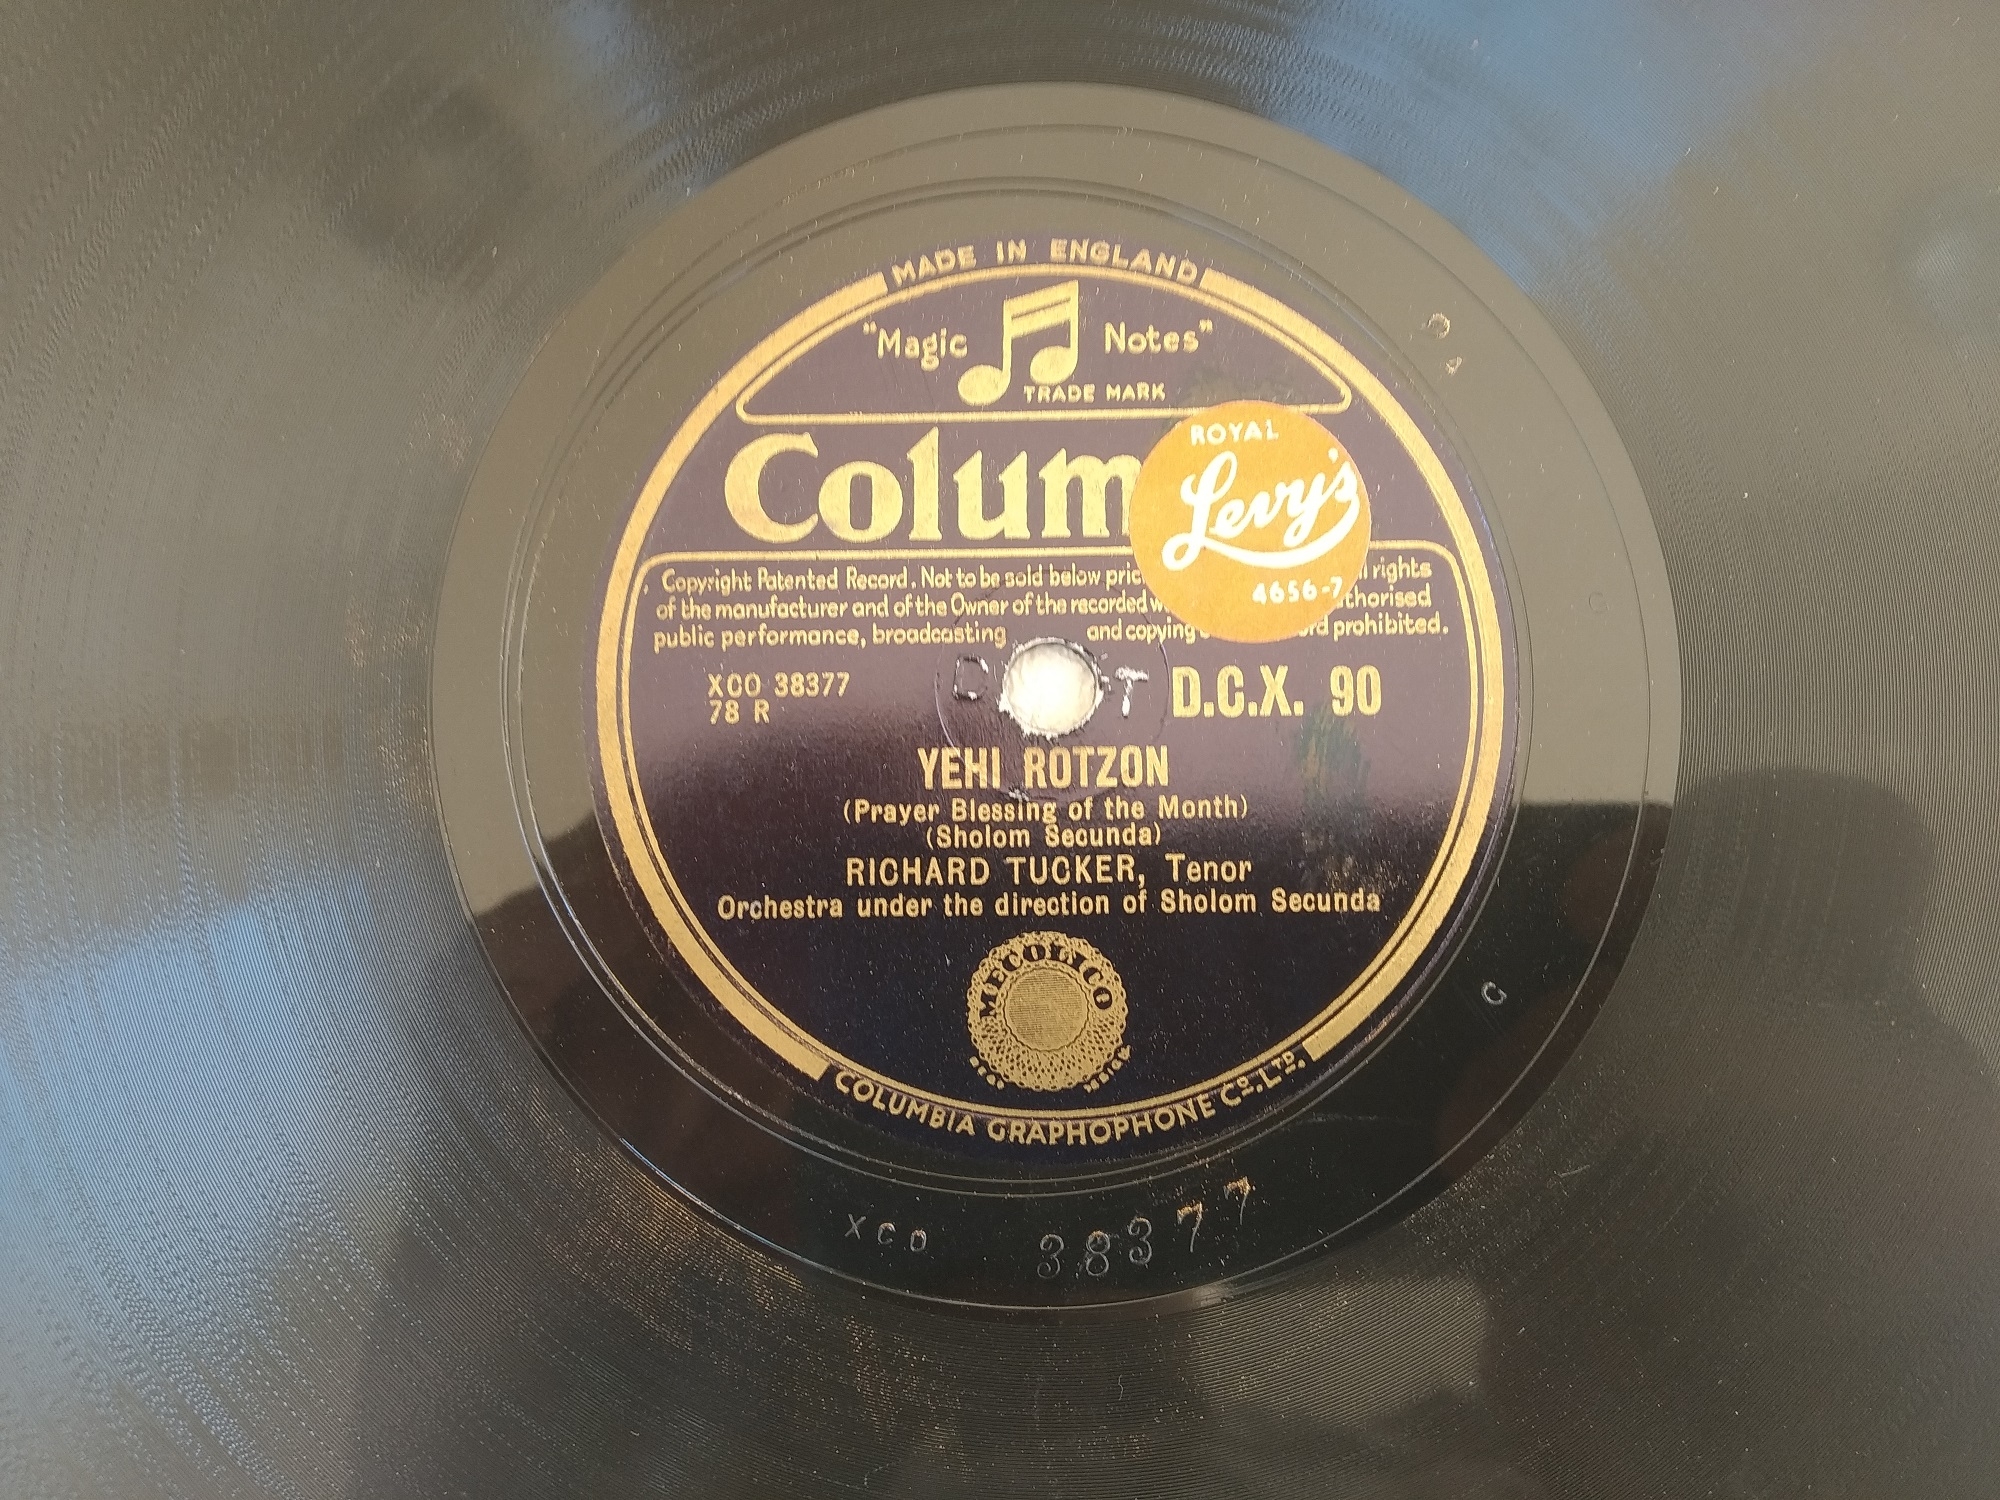 MADE IN ENGLAND
"Magic Notes"
TRADE MARK
Colum
ROYAL
Levy's
4656-7
Copyright Patented Record. Not to be sold below rights
of the manufacturer and of the Owner of the recorded
public performance, broadcasting and copying prohibited.
XCO 38377
78 R
D.C.X. 90
YEHI ROTZON
(Prayer Blessing of the Month)
(Sholom Secunda)
RICHARD TUCKER, Tenor
Orchestra under the direction of Sholom Secunda
MECOLICO
COLUMBIA GRAPHOPHONE CO. LTD.
G
XCO 38377